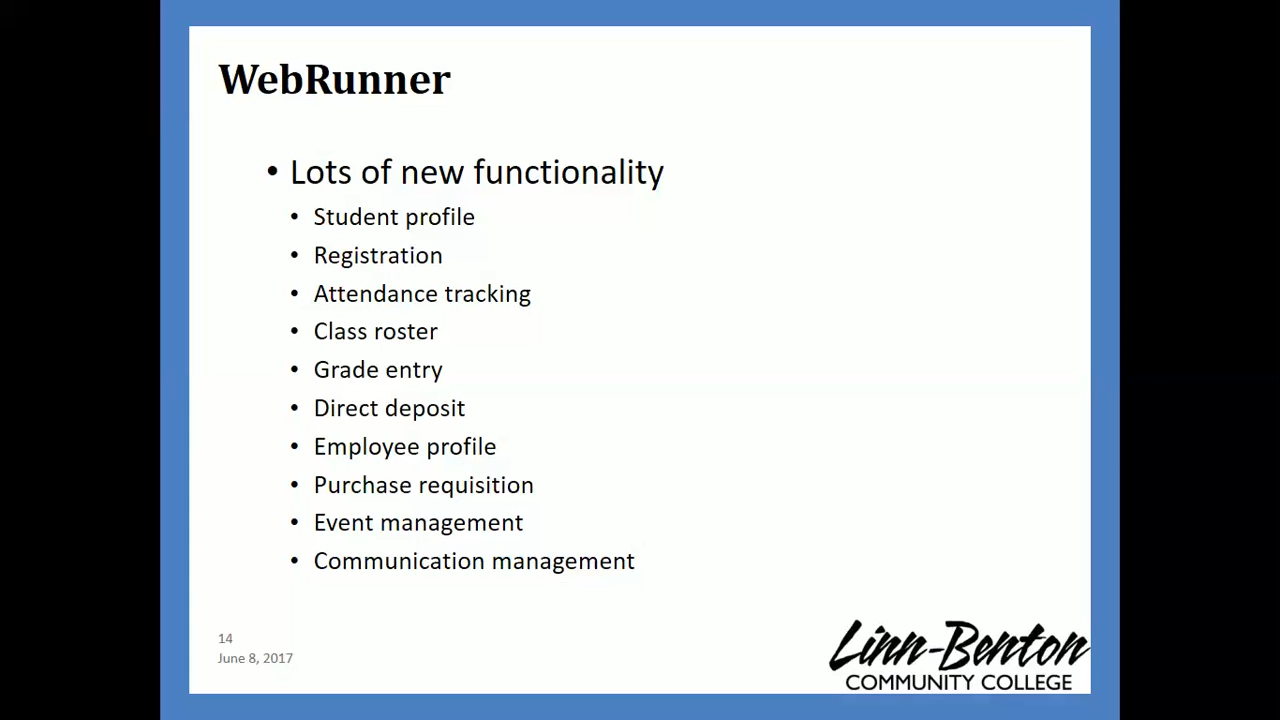 WebRunner
• Lots of new functionality
• Student profile
• Registration
• Attendance tracking
• Class roster
• Grade entry
• Direct deposit
• Employee profile
• Purchase requisition
• Event management
• Communication management
14
June 8, 2017
Linn-Benton
COMMUNITY COLLEGE